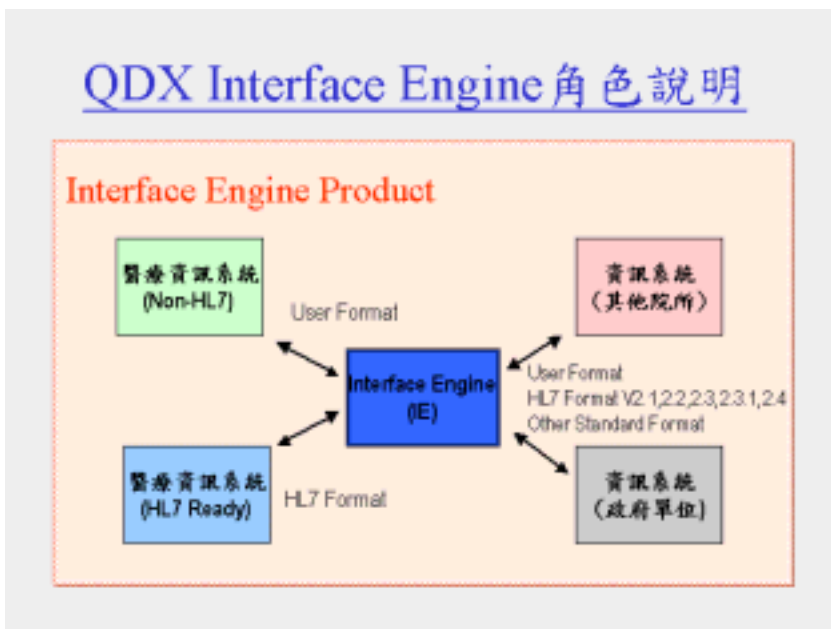 QDX Interface Engine角色說明
Interface Engine Product
醫療資訊系統
(Non-HL7)
User Format
資訊系統
（其他院所）
Interface Engine
(IE)
User Format
HL7 Format V2.1,2.2,2.3,2.3.1,2.4
Other Standard Format
醫療資訊系統
(HL7 Ready)
HL7 Format
資訊系統
（政府單位)